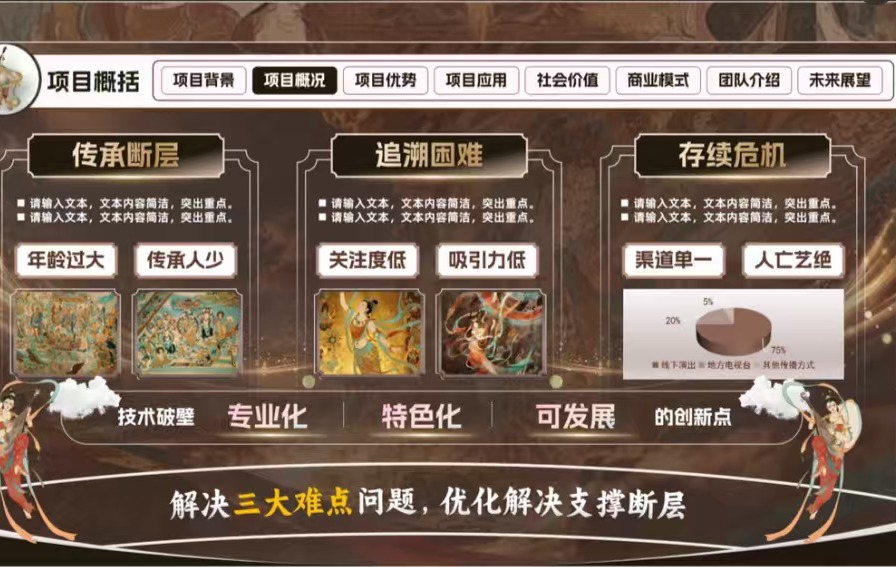 项目概括
项目背景
项目概况
项目优势
项目应用
社会价值
商业模式
团队介绍
未来展望
传承断层
■ 请输入文本，文本内容简洁，突出重点。
■ 请输入文本，文本内容简洁，突出重点。
年龄过大
传承人少
追溯困难
■ 请输入文本，文本内容简洁，突出重点。
■ 请输入文本，文本内容简洁，突出重点。
关注度低
吸引力低
存续危机
■ 请输入文本，文本内容简洁，突出重点。
■ 请输入文本，文本内容简洁，突出重点。
渠道单一
人亡艺绝
5%
20%
75%
■ 线下演出 ■ 地方电视台 ■ 其他传播方式
技术破壁 专业化 特色化 可发展 的创新点
解决三大难点问题，优化解决支撑断层